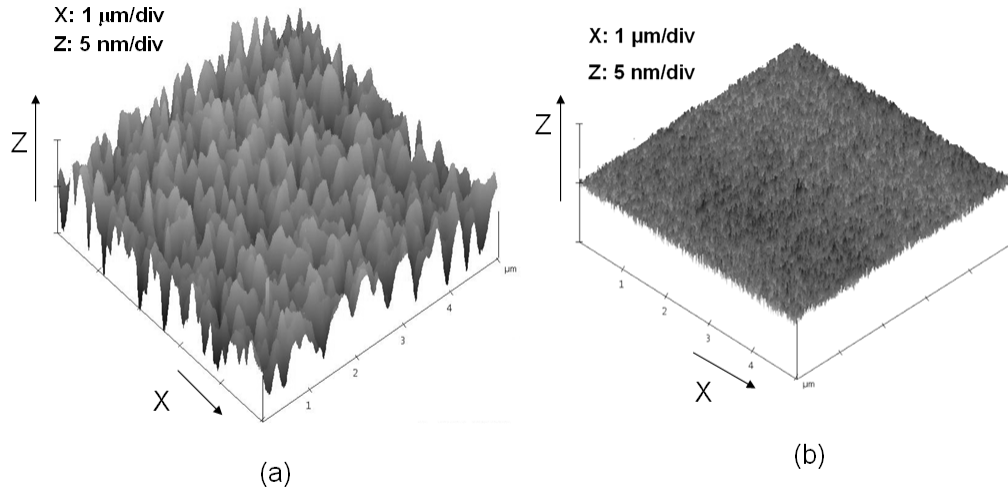 X: 1 μm/div
Z: 5 nm/div
Z
X
1
2
3
4
µm
(a)
X: 1 µm/div
Z: 5 nm/div
Z
X
1
2
3
4
µm
(b)